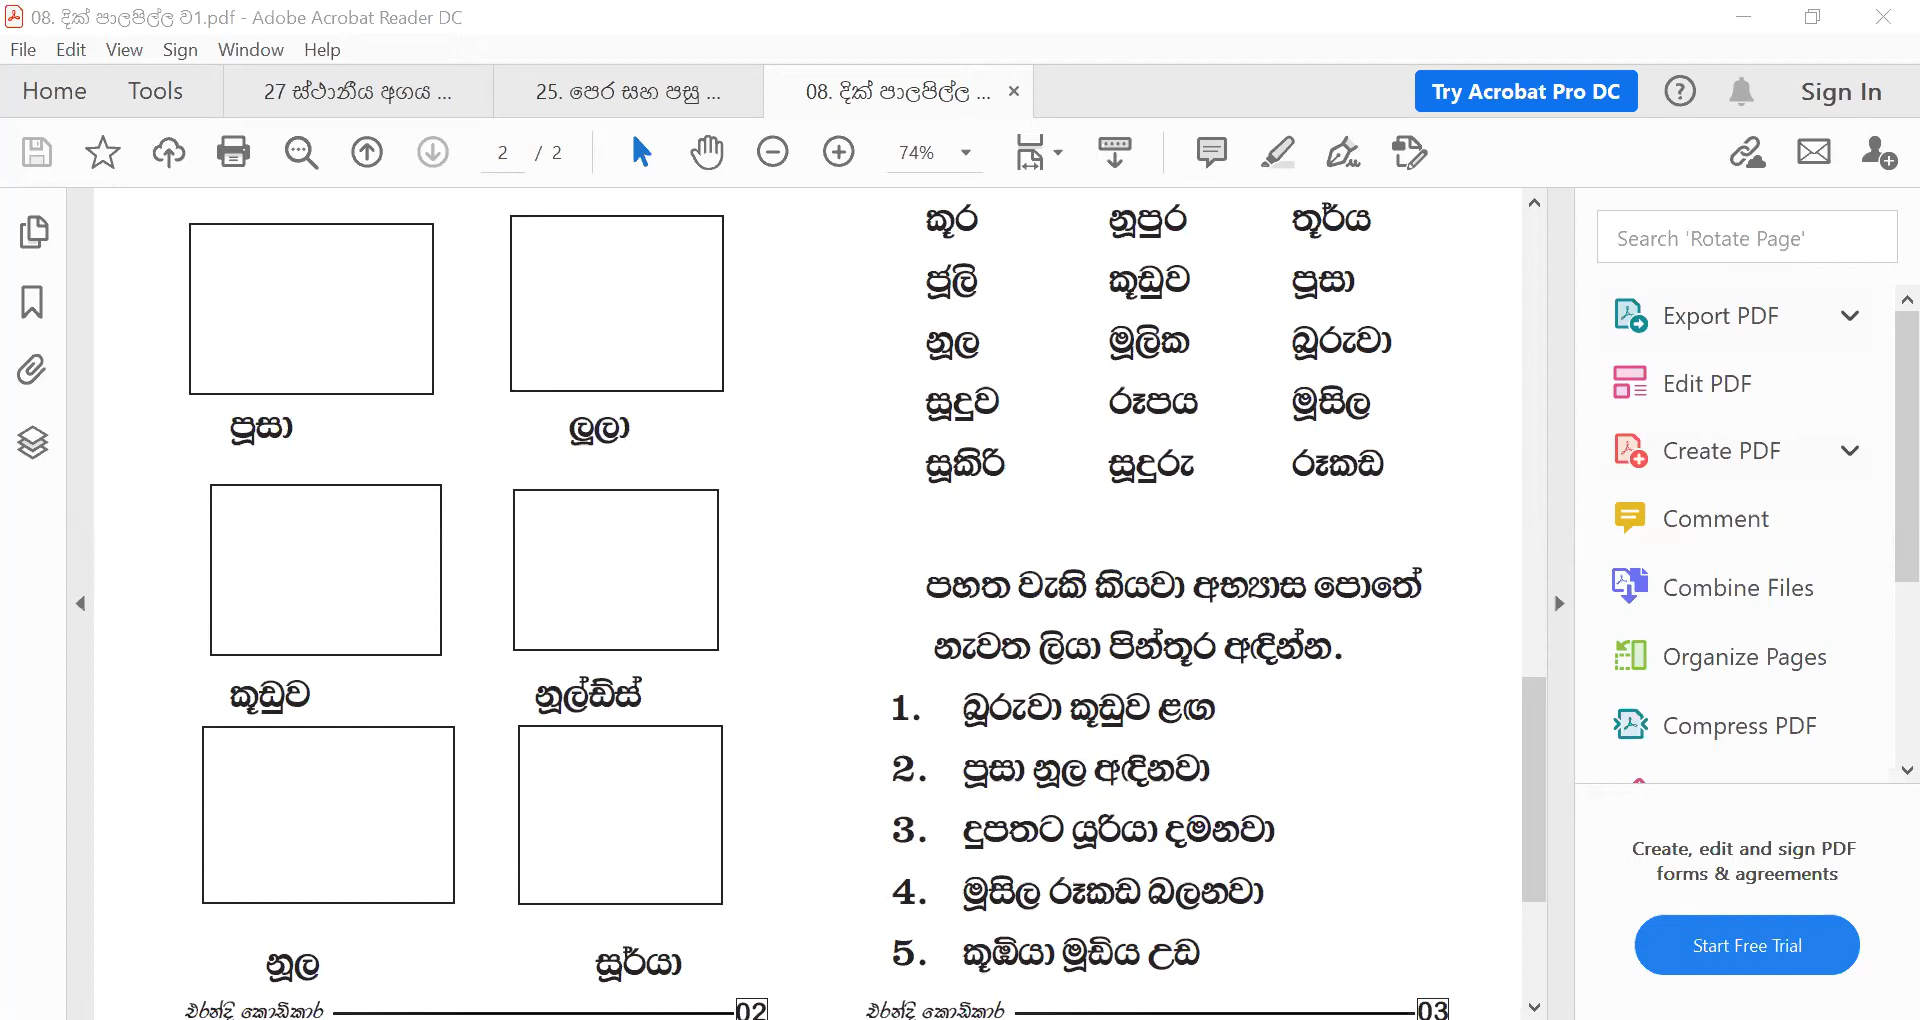 08. දික් පාලපිල්ල ව1.pdf - Adobe Acrobat Reader DC
File Edit View Sign Window Help
Home Tools 27 ස්ථානීය අගය ... 25. පෙර සහ පසු ... 08. දික් පාලපිල්ල ... × Try Acrobat Pro DC Sign In
2 / 2 74%
පූසා ලූලා
කූඩුව නූල්ඩ්ස්
නූල සූර්යා
එරන්දි කොඩිකාර 02
කූර නූපුර තූර්ය
ජූලි කූඩුව පූසා
නූල මූලික බූරුවා
සූදුව රූපය මූසිල
සූකිරි සූදුරු රූකඩ
පහත වැකි කියවා අභ්‍යාස පොතේ
නැවත ලියා පින්තූර අඳින්න.
1. බූරුවා කූඩුව ළඟ
2. පූසා නූල අඳිනවා
3. දුපතට යූරියා දමනවා
4. මූසිල රූකඩ බලනවා
5. කූඹියා මූඩිය උඩ
එරන්දි කොඩිකාර 03
Search 'Rotate Page'
Export PDF
Edit PDF
Create PDF
Comment
Combine Files
Organize Pages
Compress PDF
Create, edit and sign PDF
forms & agreements
Start Free Trial